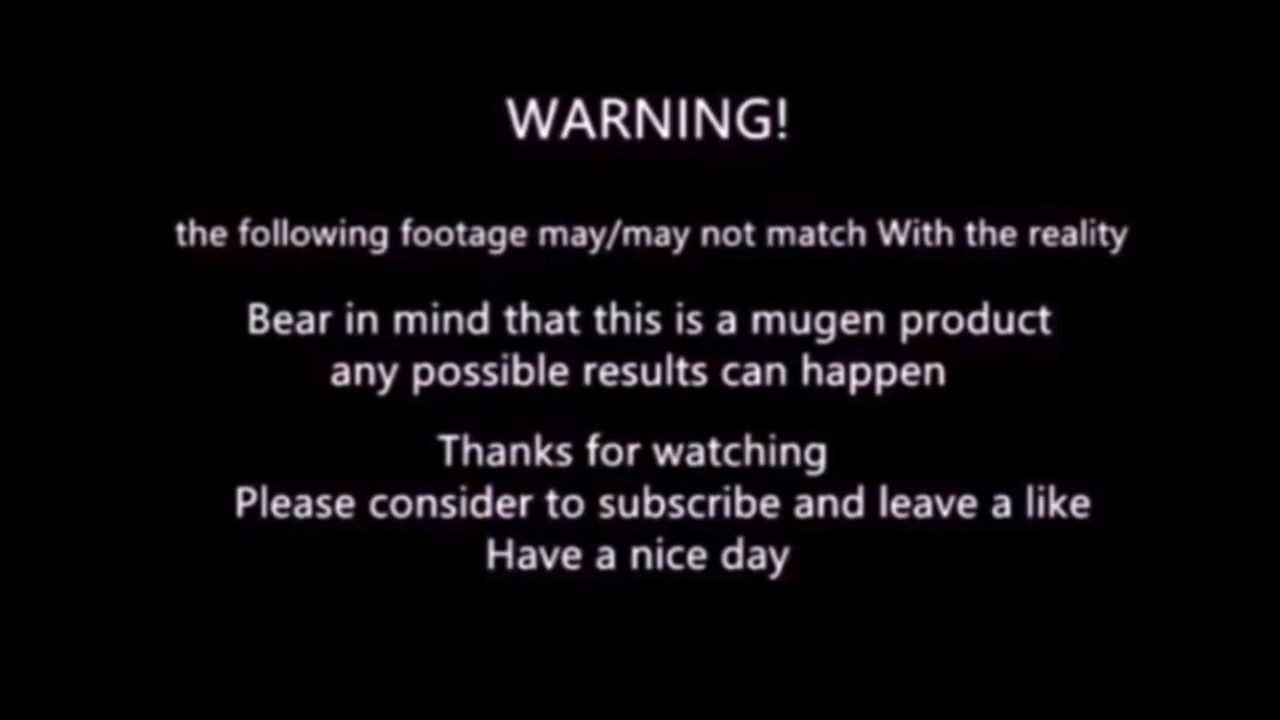 WARNING!
the following footage may/may not match With the reality
Bear in mind that this is a mugen product
any possible results can happen
Thanks for watching
Please consider to subscribe and leave a like
Have a nice day